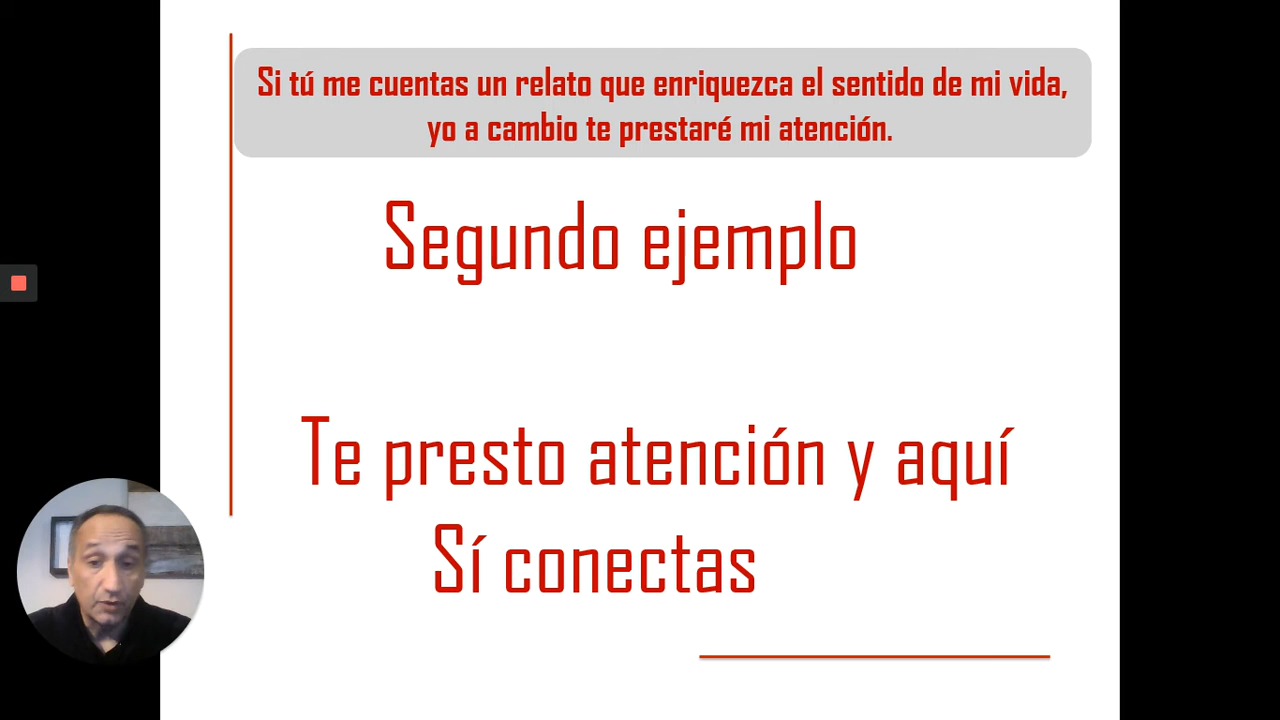 Si tú me cuentas un relato que enriquezca el sentido de mi vida,
yo a cambio te prestaré mi atención.
Segundo ejemplo
Te presto atención y aquí
Sí conectas